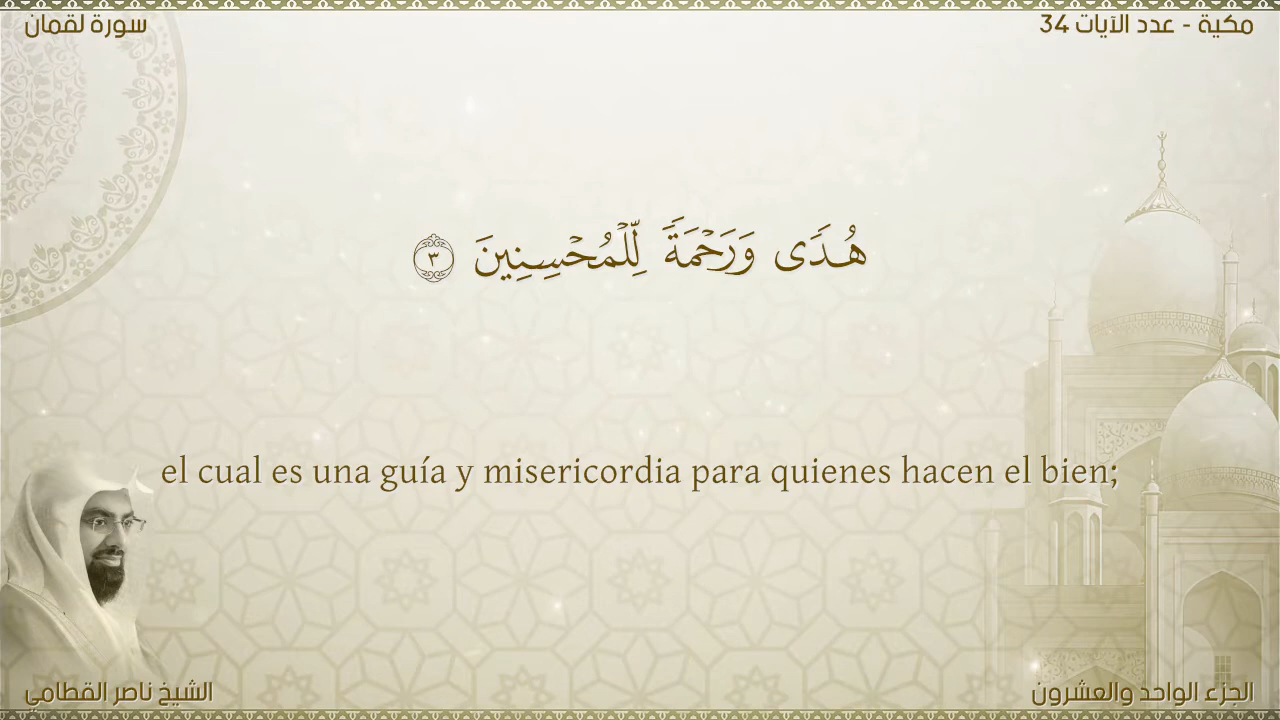 سورة لقمان
مكية - عدد الآيات 34
هُدًى وَرَحْمَةً لِّلْمُحْسِنِينَ ٣
el cual es una guía y misericordia para quienes hacen el bien;
الشيخ ناصر القطامي
الجزء الواحد والعشرون